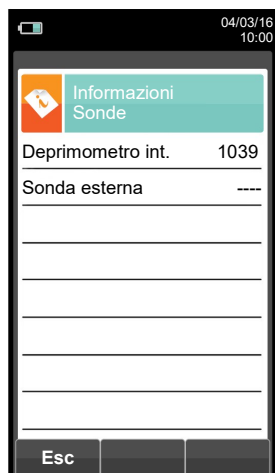 04/03/16
10:00
Informazioni
Sonde
Deprimometro int. 1039
Sonda esterna ----
Esc